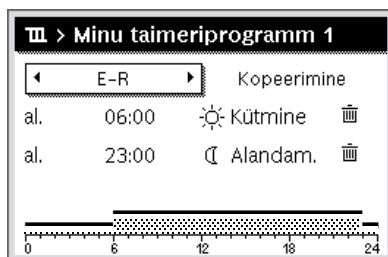 > Minu taimeriprogramm 1
E-R Kopeerimine
al. 06:00 Kütmine
al. 23:00 Alandam.
0 6 12 18 24